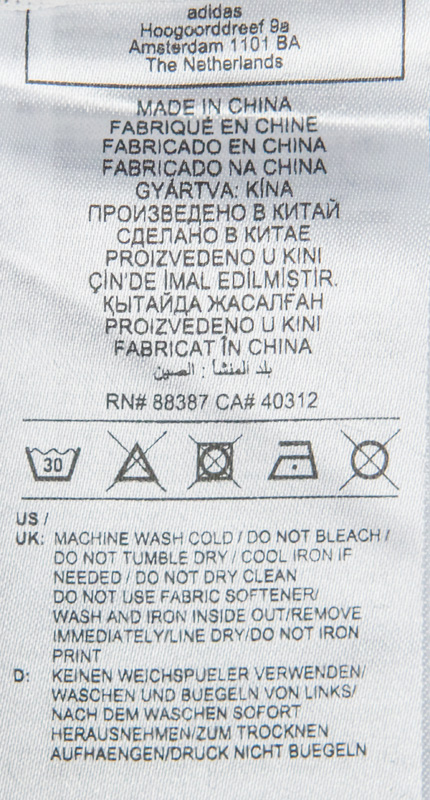 adidas
Hoogoorddreef 9a
Amsterdam 1101 BA
The Netherlands
MADE IN CHINA
FABRIQUÉ EN CHINE
FABRICADO EN CHINA
FABRICADO NA CHINA
GYÁRTVA: KÍNA
ПРОИЗВЕДЕНО В КИТАЙ
СДЕЛАНО В КИТАЕ
PROIZVEDENO U KINI
ÇIN'DE İMAL EDİLMİŞTİR.
ҚЫТАЙДА ЖАСАЛҒАН
PROIZVEDENO U KINI
FABRICAT ÎN CHINA
بلد المنشأ : الصين
RN# 88387 CA# 40312
30
US /
UK: MACHINE WASH COLD / DO NOT BLEACH /
DO NOT TUMBLE DRY / COOL IRON IF
NEEDED / DO NOT DRY CLEAN
DO NOT USE FABRIC SOFTENER/
WASH AND IRON INSIDE OUT/REMOVE
IMMEDIATELY/LINE DRY/DO NOT IRON
PRINT
D: KEINEN WEICHSPUELER VERWENDEN/
WASCHEN UND BUEGELN VON LINKS/
NACH DEM WASCHEN SOFORT
HERAUSNEHMEN/ZUM TROCKNEN
AUFHAENGEN/DRUCK NICHT BUEGELN